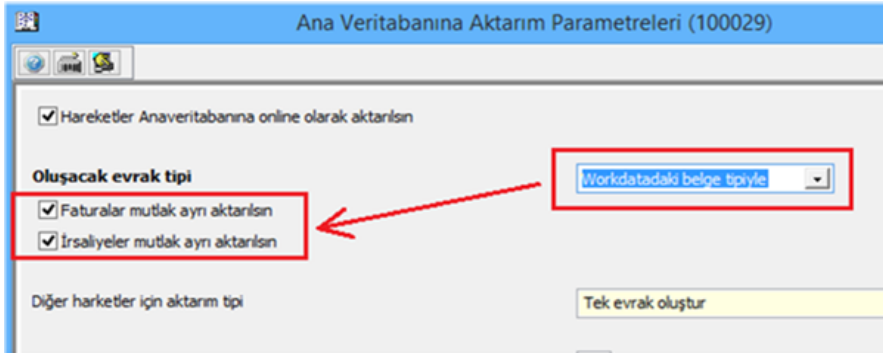 Ana Veritabanına Aktarım Parametreleri (100029)
Hareketler Anaveritabanına online olarak aktarılsın
Oluşacak evrak tipi
Workdatadaki belge tipiyle
Faturalar mutlak ayrı aktarılsın
İrsaliyeler mutlak ayrı aktarılsın
Diğer harketler için aktarım tipi
Tek evrak oluştur